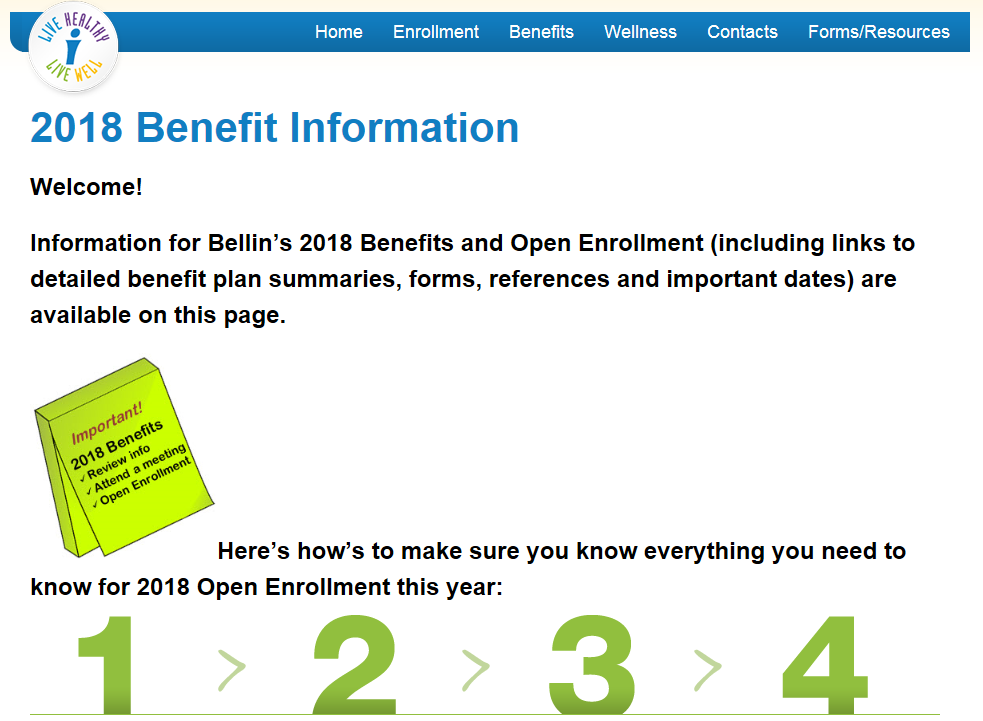 LIVE HEALTHY
i
LIVE WELL
Home Enrollment Benefits Wellness Contacts Forms/Resources
2018 Benefit Information
Welcome!
Information for Bellin’s 2018 Benefits and Open Enrollment (including links to
detailed benefit plan summaries, forms, references and important dates) are
available on this page.
Important!
2018 Benefits
✓Review info
✓Attend a meeting
✓Open Enrollment
Here’s how’s to make sure you know everything you need to
know for 2018 Open Enrollment this year:
1 > 2 > 3 > 4